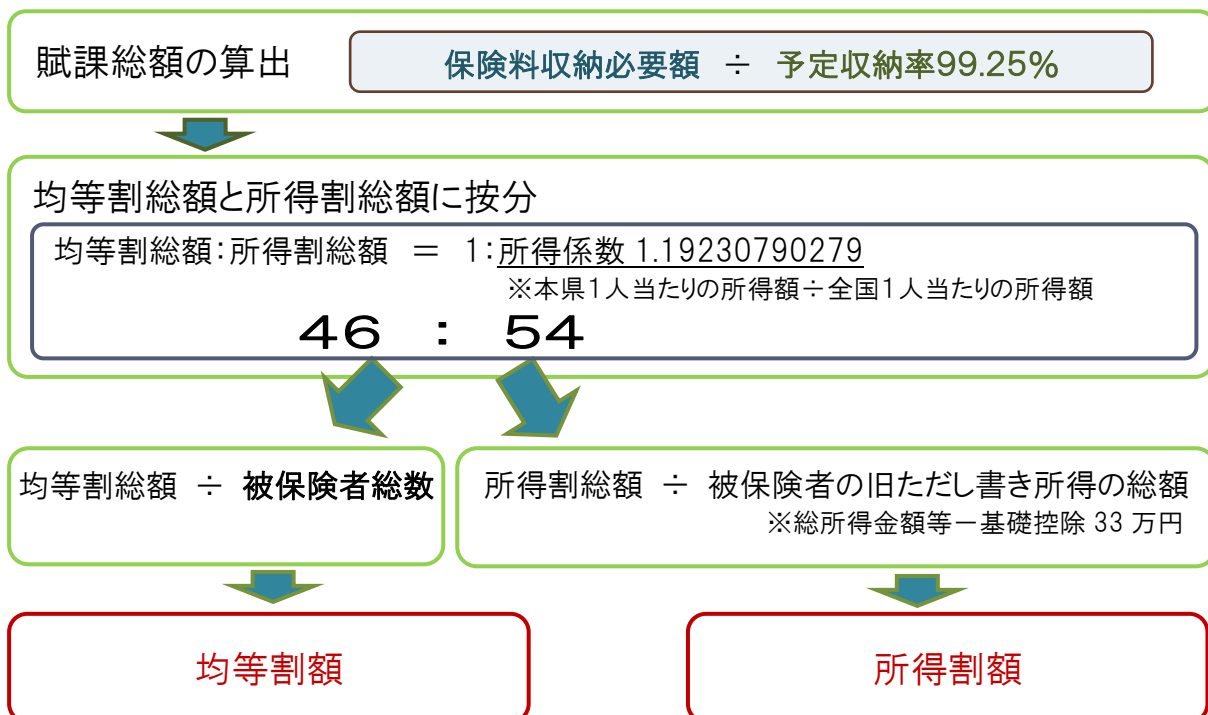 賦課総額の算出
保険料収納必要額 ÷ 予定収納率99.25%
均等割総額と所得割総額に按分
均等割総額：所得割総額 ＝ 1：所得係数 1.19230790279
※本県１人当たりの所得額÷全国１人当たりの所得額
４６ ： ５４
均等割総額 ÷ 被保険者総数
所得割総額 ÷ 被保険者の旧ただし書き所得の総額
※総所得金額等－基礎控除 33 万円
均等割額
所得割額